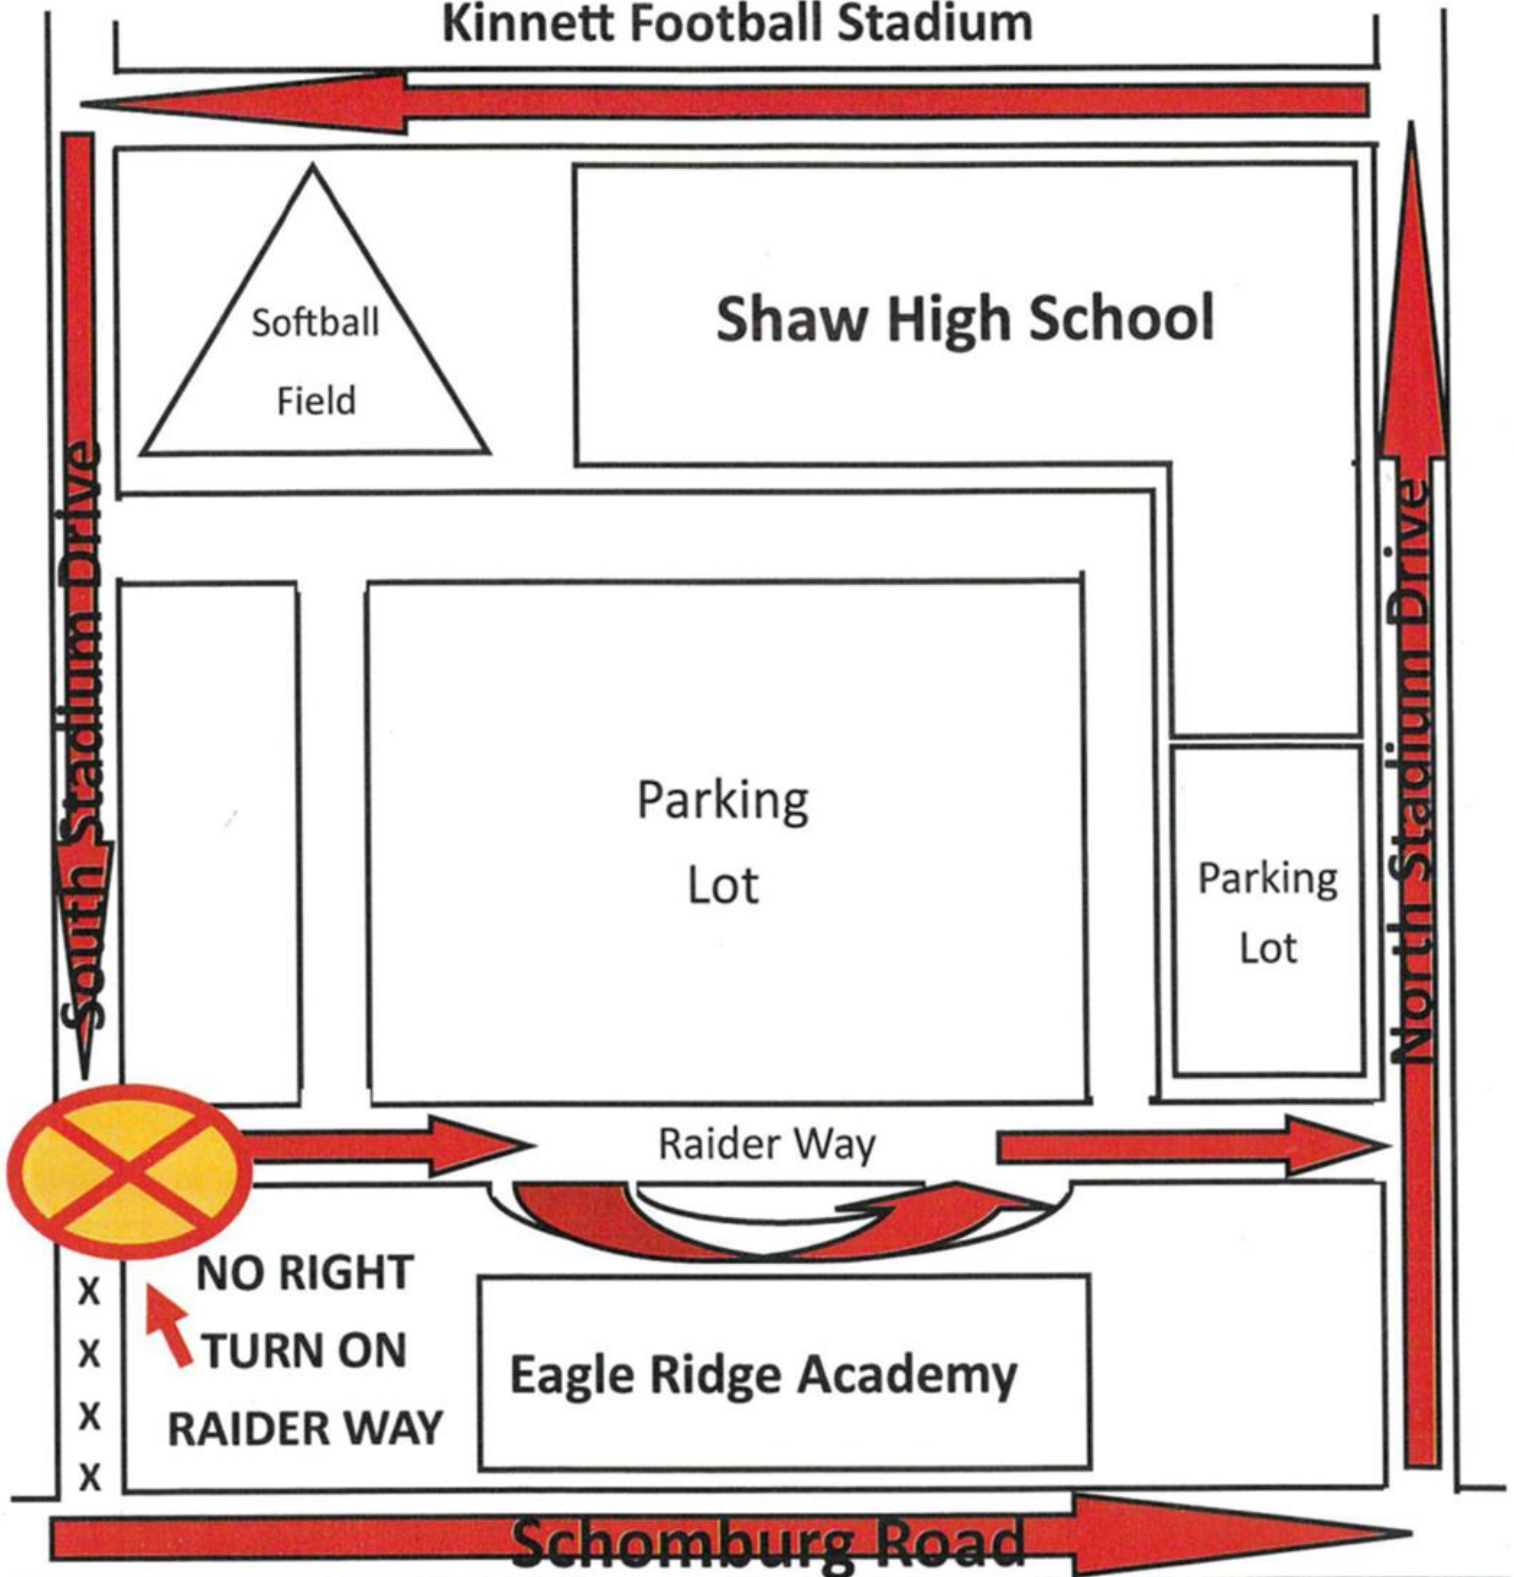 Kinnett Football Stadium
Shaw High School
Softball
Field
South Stadium Drive
North Stadium Drive
Parking
Lot
Parking
Lot
Raider Way
NO RIGHT
TURN ON
RAIDER WAY
X
X
X
X
Eagle Ridge Academy
Schomburg Road